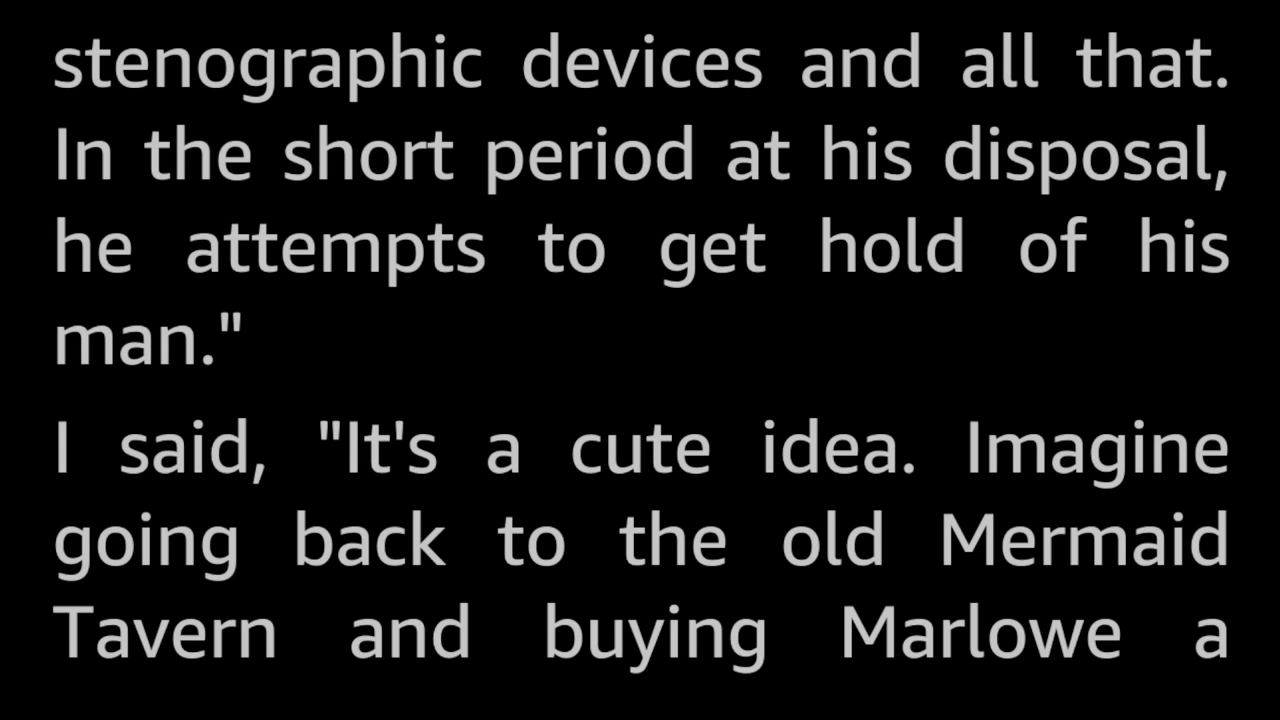 stenographic devices and all that.
In the short period at his disposal,
he attempts to get hold of his
man."
I said, "It's a cute idea. Imagine
going back to the old Mermaid
Tavern and buying Marlowe a